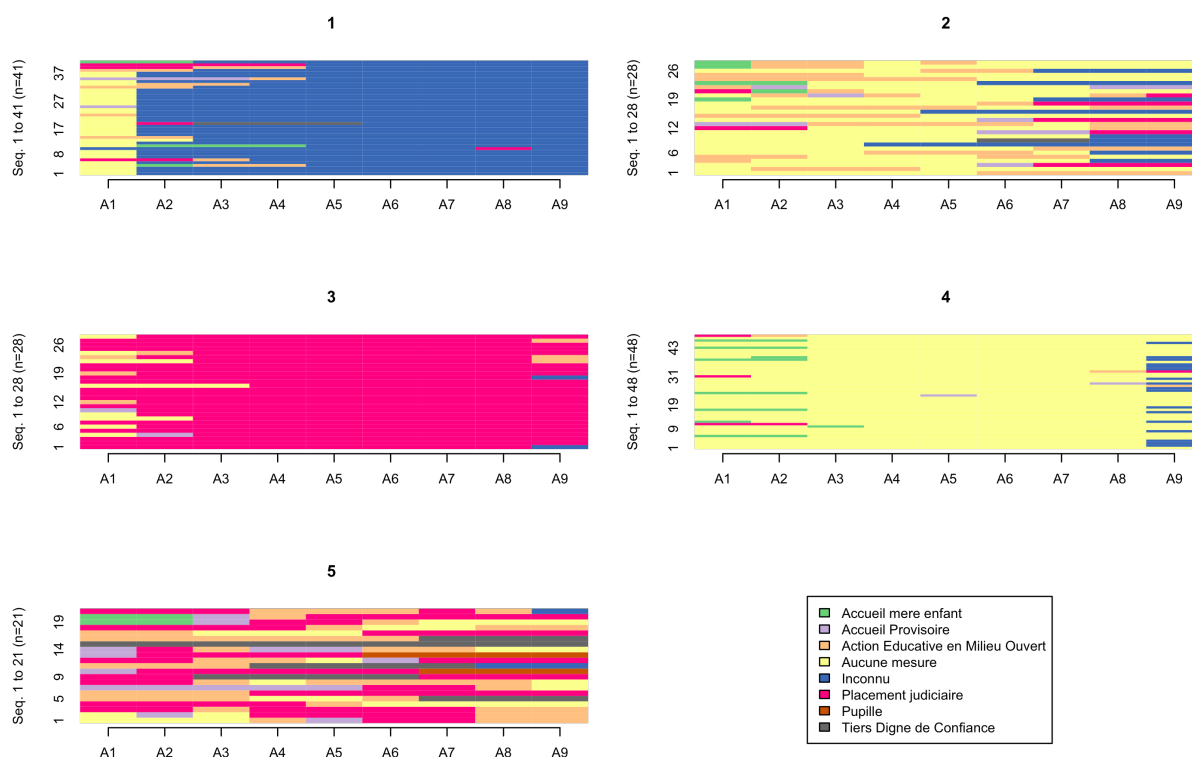 1
Seq. 1 to 41 (n=41)
1 8 17 27 37
A1 A2 A3 A4 A5 A6 A7 A8 A9
2
Seq. 1 to 28 (n=28)
1 6 12 19 26
A1 A2 A3 A4 A5 A6 A7 A8 A9
3
Seq. 1 to 28 (n=28)
1 6 12 19 26
A1 A2 A3 A4 A5 A6 A7 A8 A9
4
Seq. 1 to 48 (n=48)
1 9 19 31 43
A1 A2 A3 A4 A5 A6 A7 A8 A9
5
Seq. 1 to 21 (n=21)
1 5 9 14 19
A1 A2 A3 A4 A5 A6 A7 A8 A9
Accueil mere enfant
Accueil Provisoire
Action Educative en Milieu Ouvert
Aucune mesure
Inconnu
Placement judiciaire
Pupille
Tiers Digne de Confiance